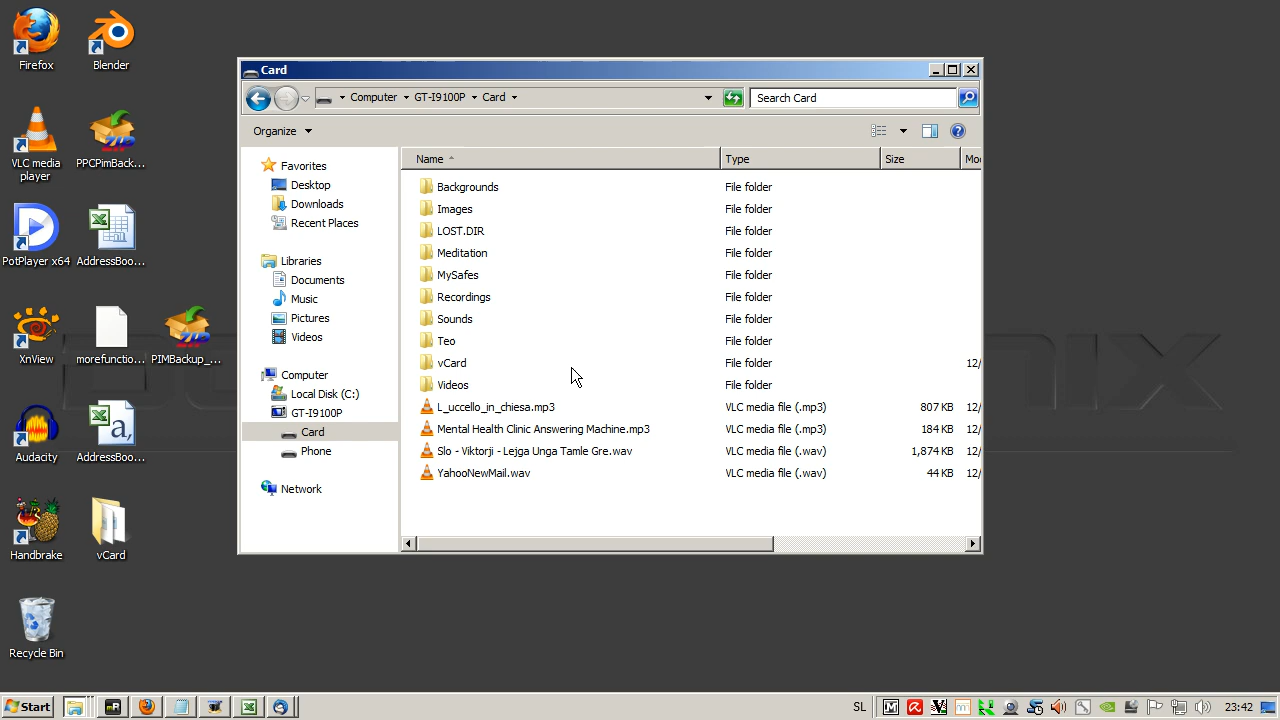 Firefox
Blender
VLC media
player
PPCPimBack...
PotPlayer x64
AddressBoo...
XnView
morefunctio...
PIMBackup_...
Audacity
AddressBoo...
Handbrake
vCard
Recycle Bin
Card
Computer GT-I9100P Card
Search Card
Organize
Favorites
Desktop
Downloads
Recent Places
Libraries
Documents
Music
Pictures
Videos
Computer
Local Disk (C:)
GT-I9100P
Card
Phone
Network
Name Type Size Mo
Backgrounds File folder
Images File folder
LOST.DIR File folder
Meditation File folder
MySafes File folder
Recordings File folder
Sounds File folder
Teo File folder
vCard File folder 12/
Videos File folder
L_uccello_in_chiesa.mp3 VLC media file (.mp3) 807 KB 12/
Mental Health Clinic Answering Machine.mp3 VLC media file (.mp3) 184 KB 12/
Slo - Viktorji - Lejga Unga Tamle Gre.wav VLC media file (.wav) 1,874 KB 12/
YahooNewMail.wav VLC media file (.wav) 44 KB 12/
Start
SL
23:42